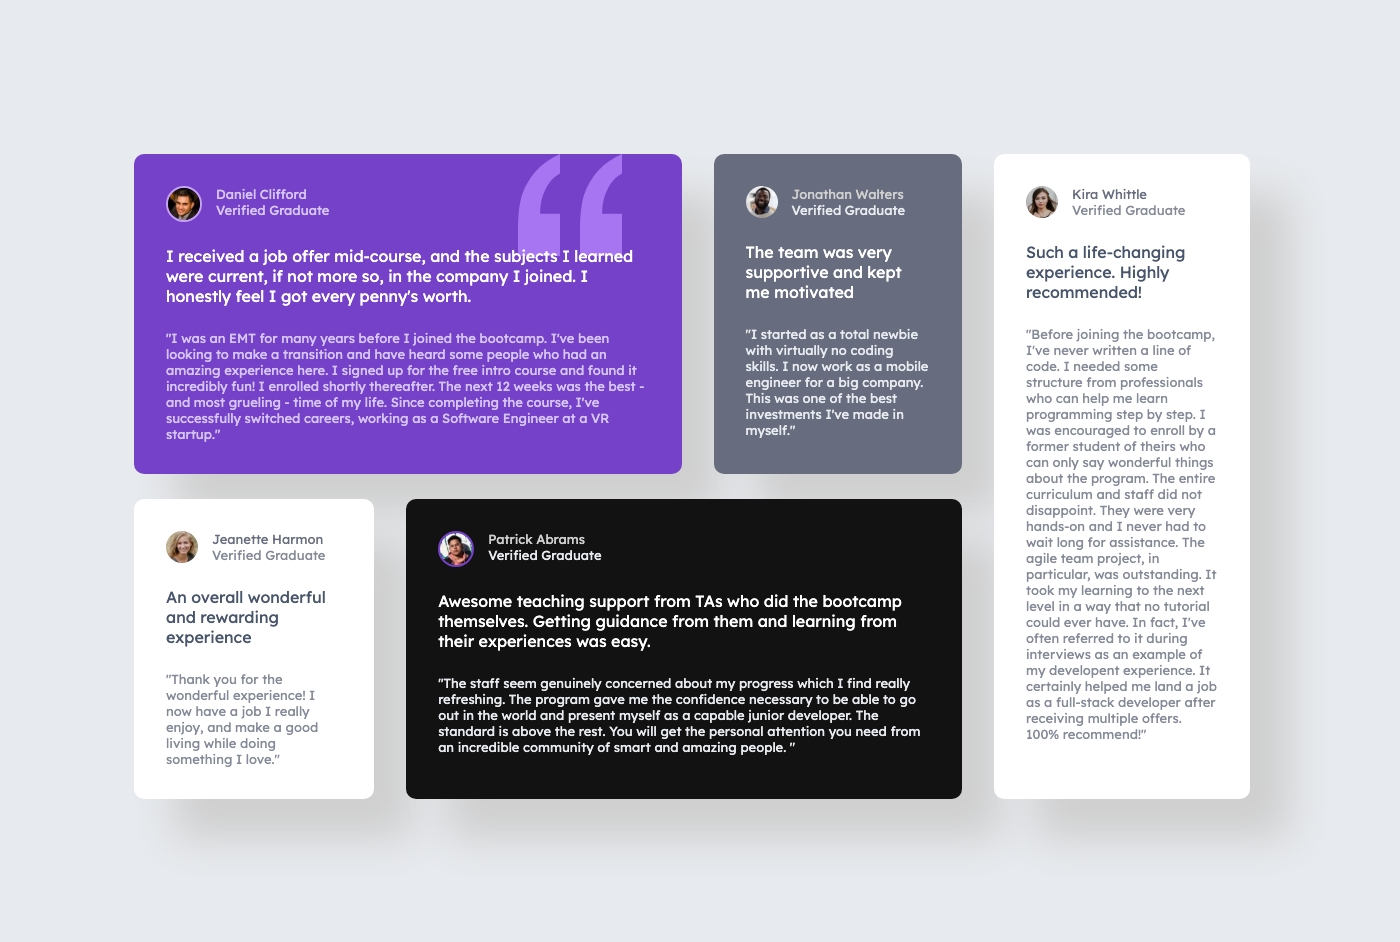 Daniel Clifford
Verified Graduate
I received a job offer mid-course, and the subjects I learned
were current, if not more so, in the company I joined. I
honestly feel I got every penny's worth.
"I was an EMT for many years before I joined the bootcamp. I've been
looking to make a transition and have heard some people who had an
amazing experience here. I signed up for the free intro course and found it
incredibly fun! I enrolled shortly thereafter. The next 12 weeks was the best -
and most grueling - time of my life. Since completing the course, I've
successfully switched careers, working as a Software Engineer at a VR
startup."
Jonathan Walters
Verified Graduate
The team was very
supportive and kept
me motivated
"I started as a total newbie
with virtually no coding
skills. I now work as a mobile
engineer for a big company.
This was one of the best
investments I've made in
myself."
Kira Whittle
Verified Graduate
Such a life-changing
experience. Highly
recommended!
"Before joining the bootcamp,
I've never written a line of
code. I needed some
structure from professionals
who can help me learn
programming step by step. I
was encouraged to enroll by a
former student of theirs who
can only say wonderful things
about the program. The entire
curriculum and staff did not
disappoint. They were very
hands-on and I never had to
wait long for assistance. The
agile team project, in
particular, was outstanding. It
took my learning to the next
level in a way that no tutorial
could ever have. In fact, I've
often referred to it during
interviews as an example of
my developent experience. It
certainly helped me land a job
as a full-stack developer after
receiving multiple offers.
100% recommend!"
Jeanette Harmon
Verified Graduate
An overall wonderful
and rewarding
experience
"Thank you for the
wonderful experience! I
now have a job I really
enjoy, and make a good
living while doing
something I love."
Patrick Abrams
Verified Graduate
Awesome teaching support from TAs who did the bootcamp
themselves. Getting guidance from them and learning from
their experiences was easy.
"The staff seem genuinely concerned about my progress which I find really
refreshing. The program gave me the confidence necessary to be able to go
out in the world and present myself as a capable junior developer. The
standard is above the rest. You will get the personal attention you need from
an incredible community of smart and amazing people. "